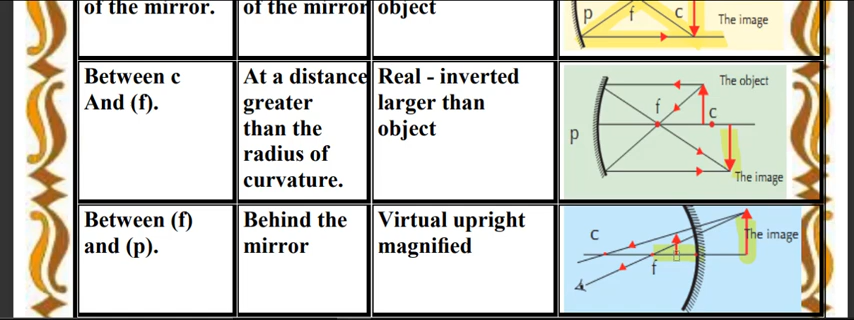 of the mirror.
of the mirror
object
p
f
c
The image
Between c
And (f).
At a distance
greater
than the
radius of
curvature.
Real - inverted
larger than
object
The object
f
c
p
The image
Between (f)
and (p).
Behind the
mirror
Virtual upright
magnified
c
The image
f